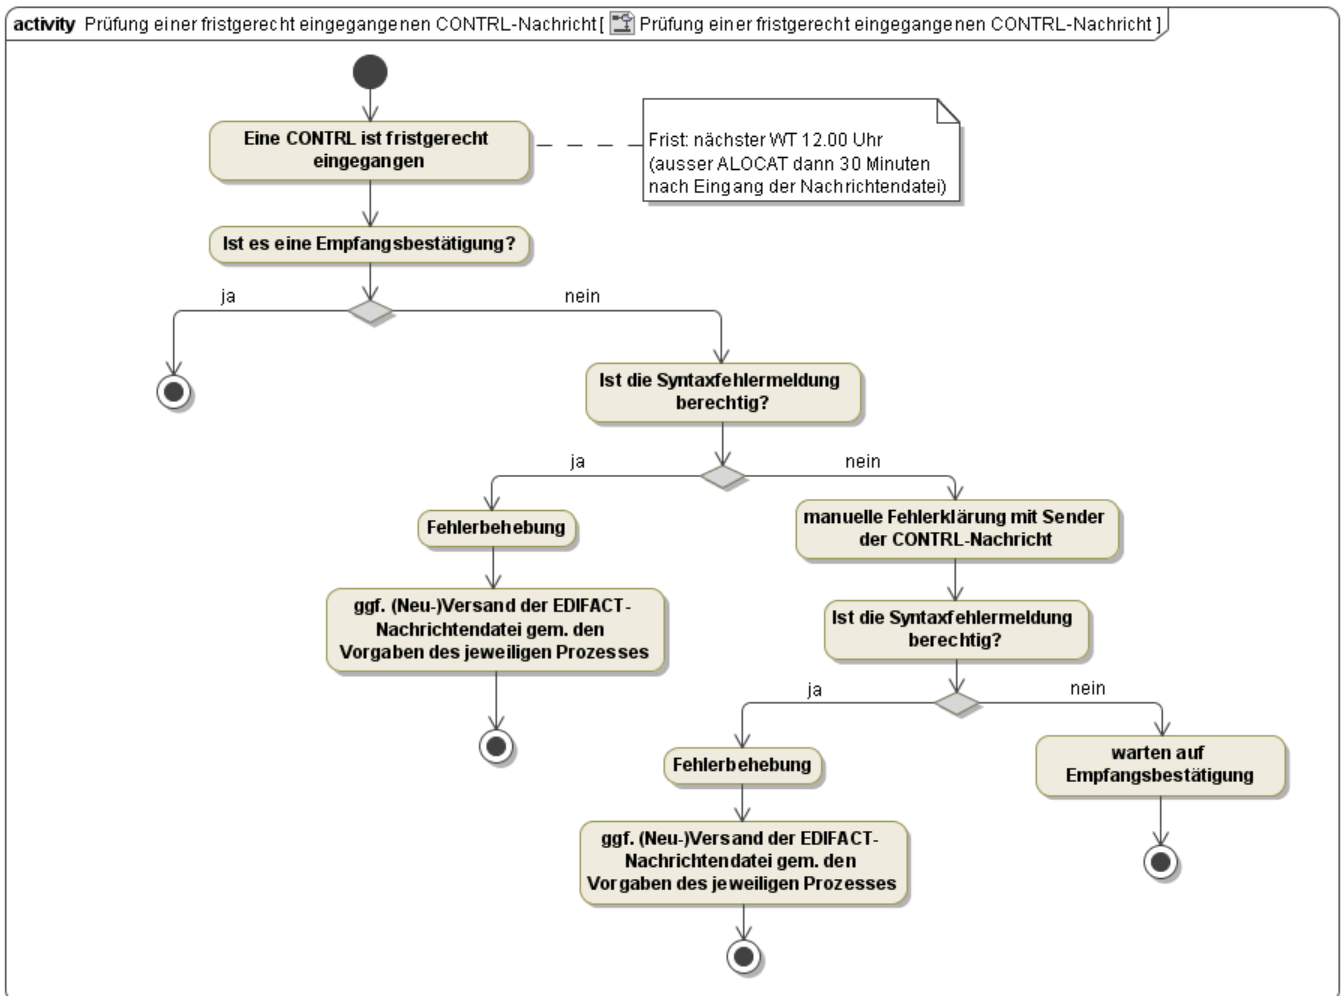 activity Prüfung einer fristgerecht eingegangenen CONTRL-Nachricht[ Prüfung einer fristgerecht eingegangenen CONTRL-Nachricht ]
Eine CONTRL ist fristgerecht
eingegangen
Frist: nächster WT 12.00 Uhr
(ausser ALOCAT dann 30 Minuten
nach Eingang der Nachrichtendatei)
Ist es eine Empfangsbestätigung?
ja
nein
Ist die Syntaxfehlermeldung
berechtig?
ja
nein
Fehlerbehebung
manuelle Fehlerklärung mit Sender
der CONTRL-Nachricht
ggf. (Neu-)Versand der EDIFACT-
Nachrichtendatei gem. den
Vorgaben des jeweiligen Prozesses
Ist die Syntaxfehlermeldung
berechtig?
ja
nein
Fehlerbehebung
warten auf
Empfangsbestätigung
ggf. (Neu-)Versand der EDIFACT-
Nachrichtendatei gem. den
Vorgaben des jeweiligen Prozesses